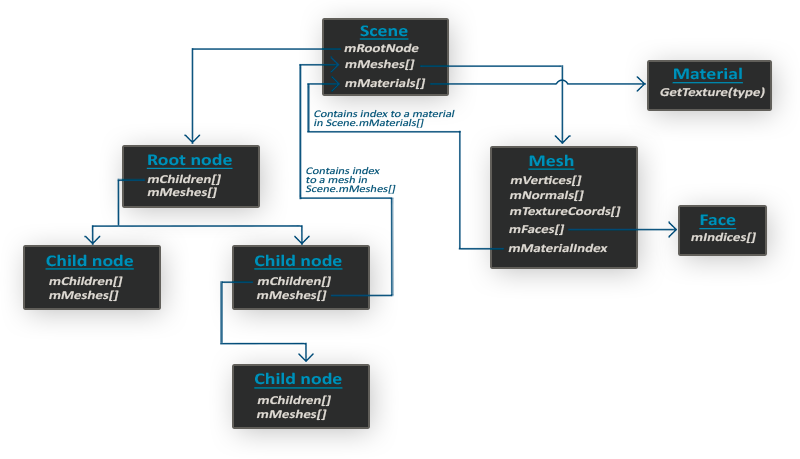 Scene
mRootNode
mMeshes[]
mMaterials[]
Material
GetTexture(type)
Contains index to a material
in Scene.mMaterials[]
Root node
mChildren[]
mMeshes[]
Contains index
to a mesh in
Scene.mMeshes[]
Mesh
mVertices[]
mNormals[]
mTextureCoords[]
mFaces[]
mMaterialIndex
Face
mIndices[]
Child node
mChildren[]
mMeshes[]
Child node
mChildren[]
mMeshes[]
Child node
mChildren[]
mMeshes[]